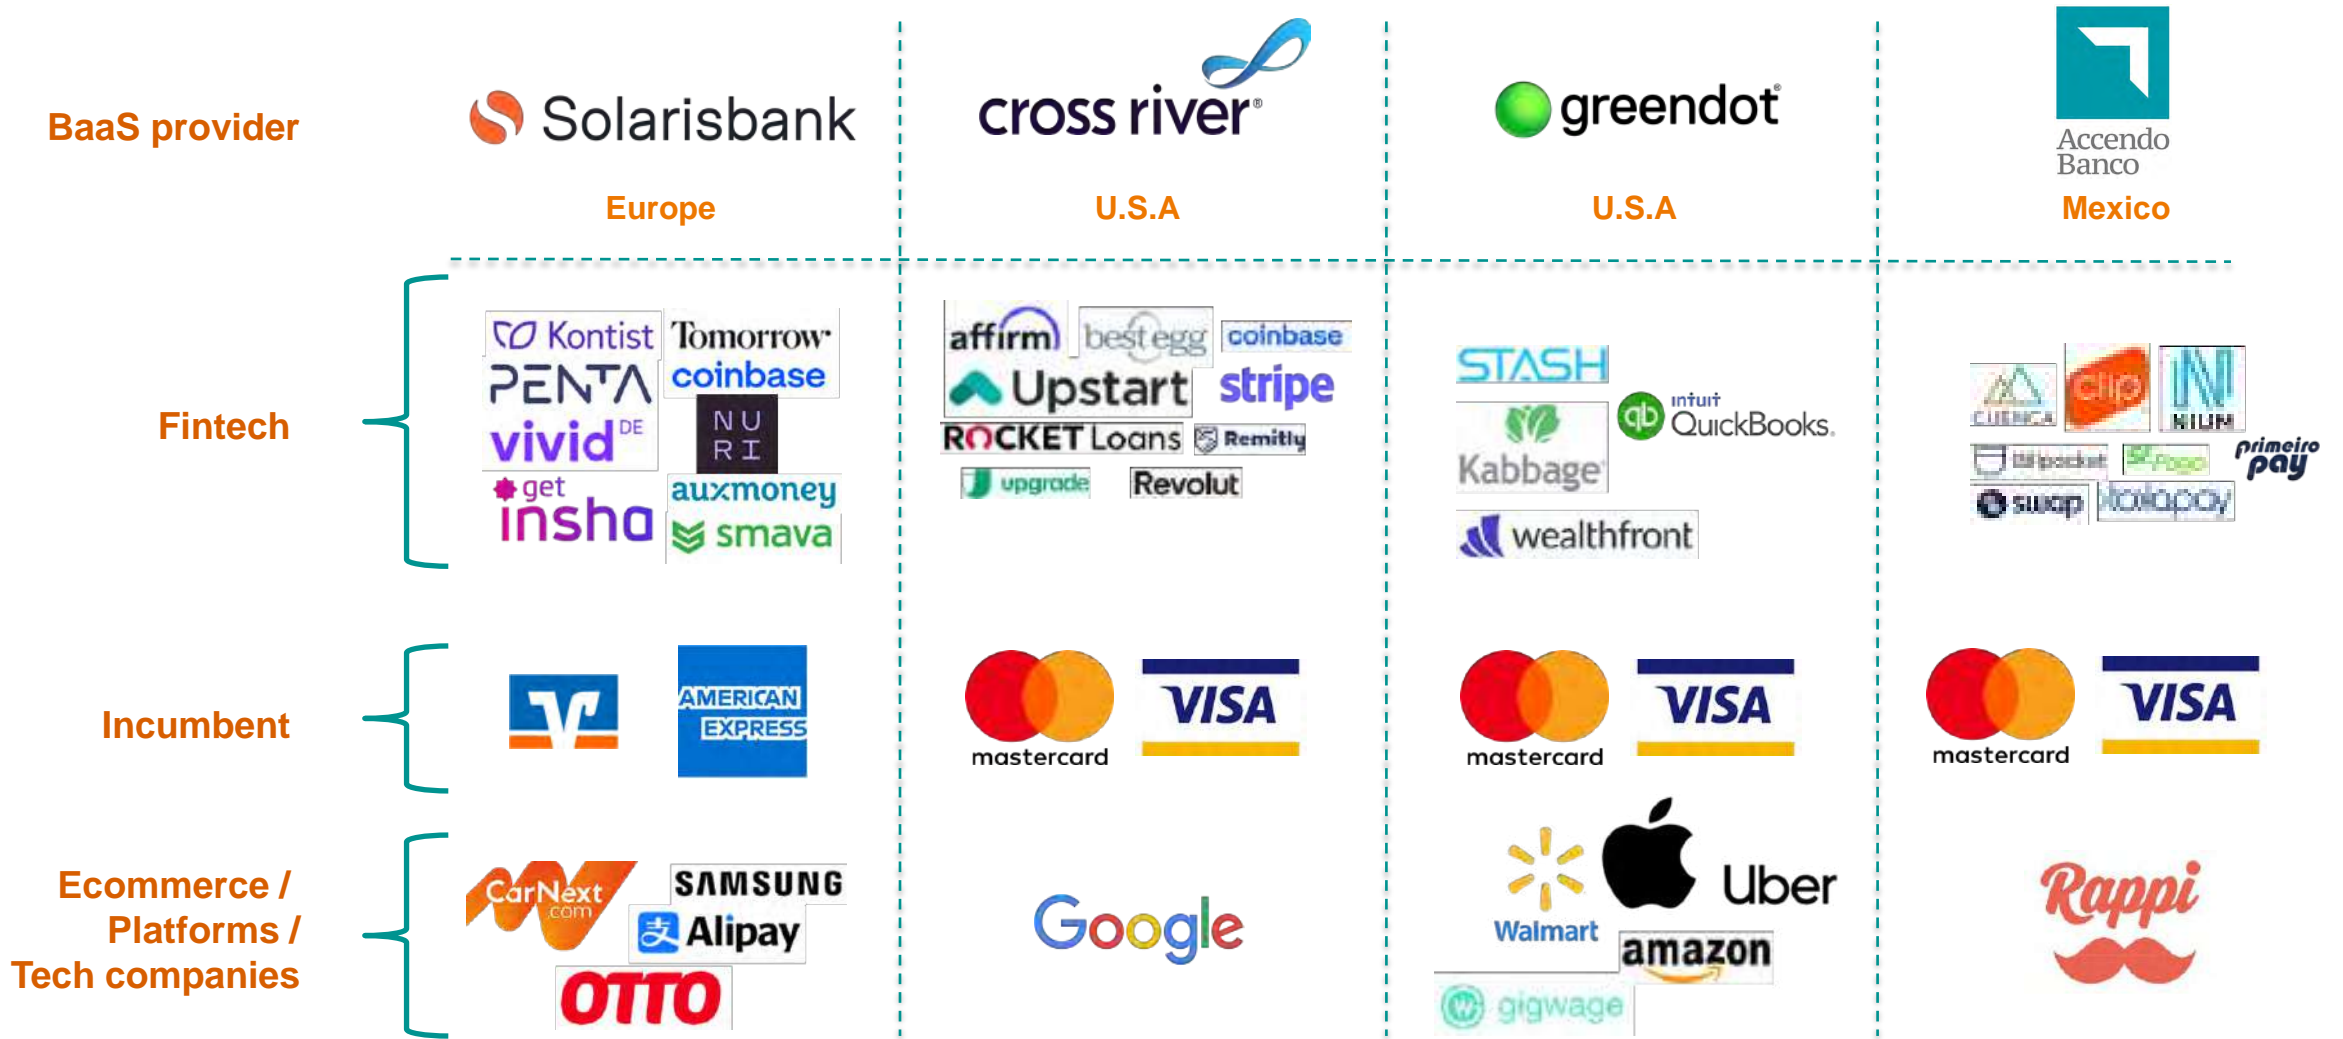 BaaS provider
Solarisbank
cross river®
greendot®
Accendo
Banco
Europe
U.S.A
U.S.A
Mexico
Fintech
Kontist
Tomorrow
PENTA
coinbase
vivid DE
NU
RI
get
insha
auxmoney
smava
affirm
best egg
coinbase
Upstart
stripe
ROCKET Loans
Remitly
upgrade
Revolut
STASH
intuit
qb QuickBooks.
Kabbage
wealthfront
CUENCA
clip
NIUM
primeiro
pay
swap
Incumbent
AMERICAN
EXPRESS
mastercard
VISA
mastercard
VISA
mastercard
VISA
Ecommerce /
Platforms /
Tech companies
CarNext
.com
SAMSUNG
Alipay
OTTO
Google
Walmart
Uber
amazon
gigwage
Rappi